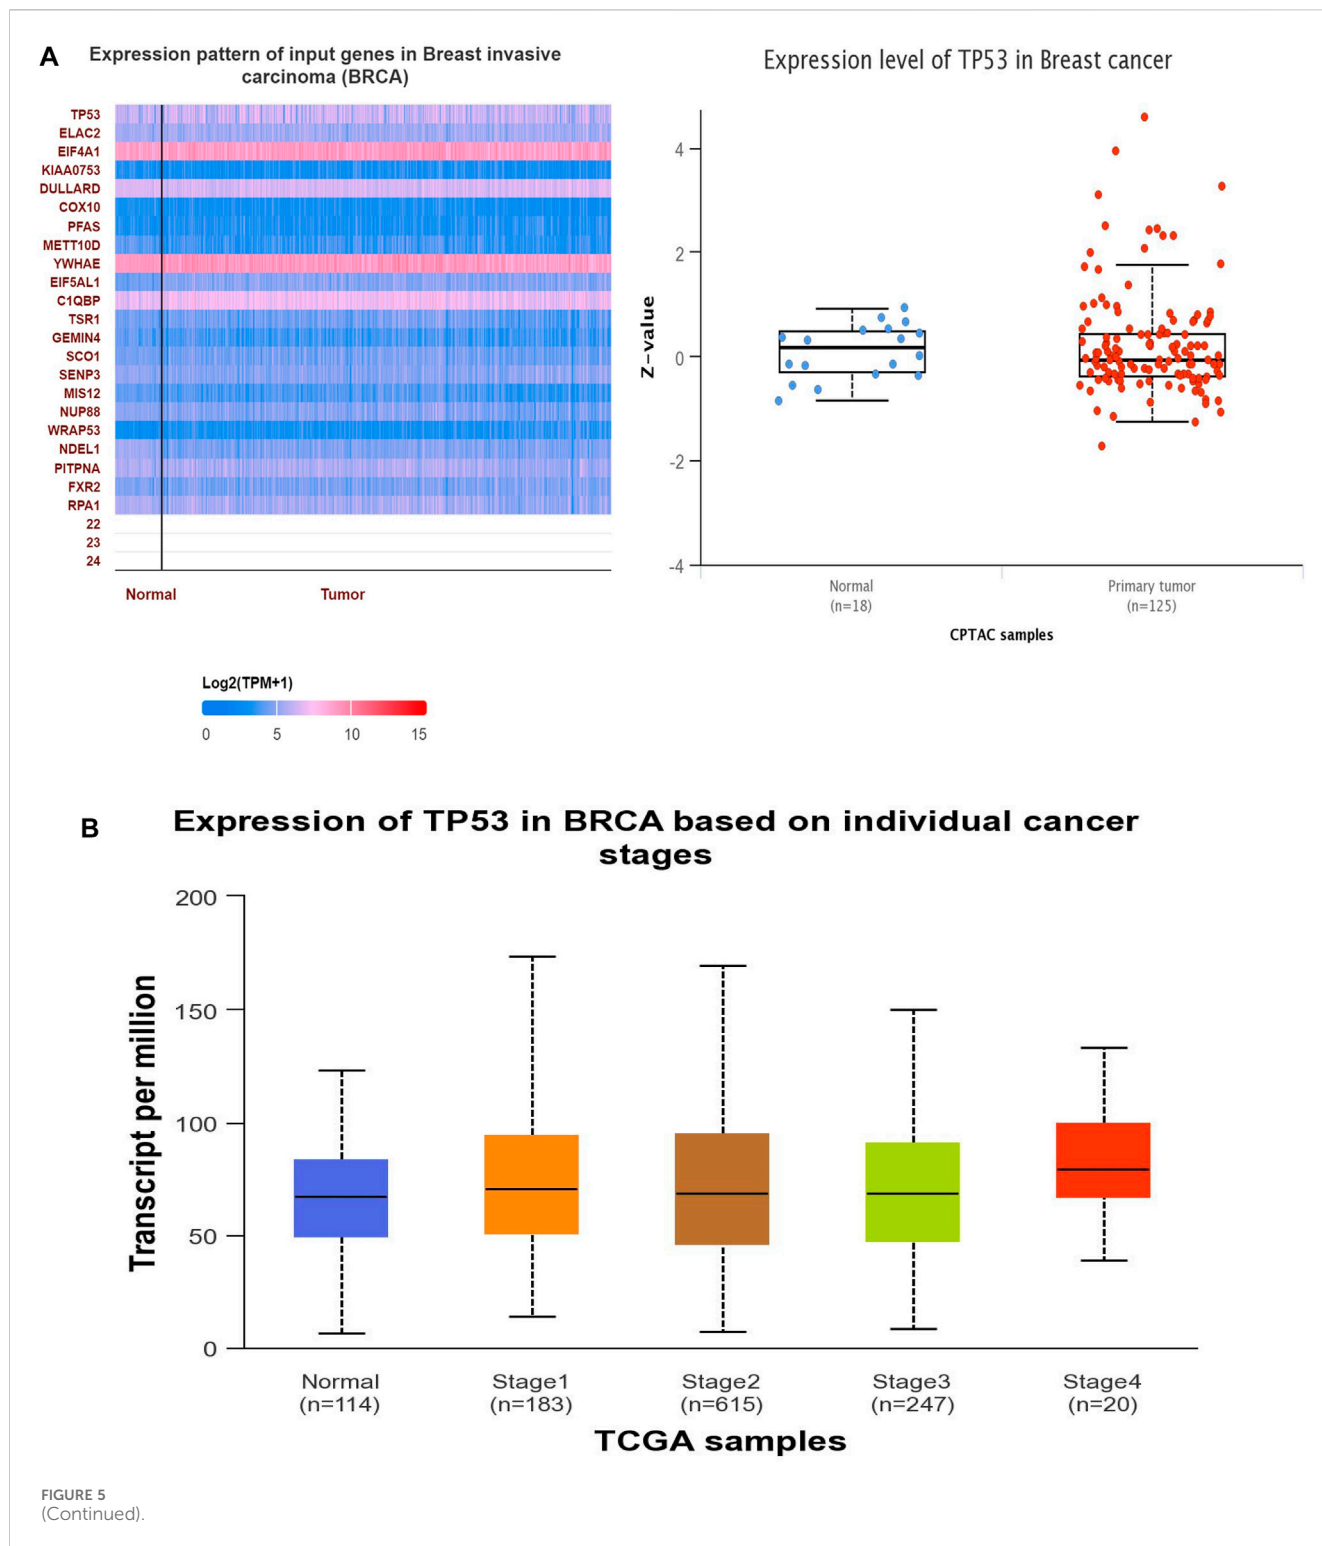 A
Expression pattern of input genes in Breast invasive
carcinoma (BRCA)
TP53
ELAC2
EIF4A1
KIAA0753
DULLARD
COX10
PFAS
METT10D
YWHAE
EIF5AL1
C1QBP
TSR1
GEMIN4
SCO1
SENP3
MIS12
NUP88
WRAP53
NDEL1
PITPNA
FXR2
RPA1
22
23
24
Normal Tumor
Log2(TPM+1)
0 5 10 15
Expression level of TP53 in Breast cancer
Z-value
4
2
0
-2
-4
Normal Primary tumor
(n=18) (n=125)
CPTAC samples
B
Expression of TP53 in BRCA based on individual cancer
stages
Transcript per million
200
150
100
50
0
Normal Stage1 Stage2 Stage3 Stage4
(n=114) (n=183) (n=615) (n=247) (n=20)
TCGA samples
FIGURE 5
(Continued).